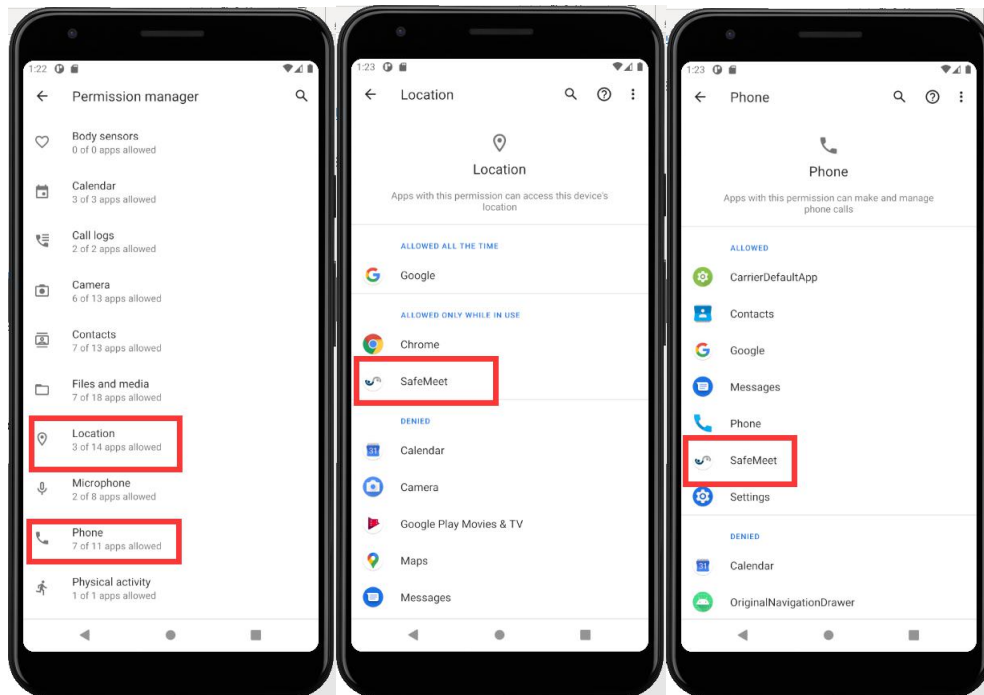 1:22
Permission manager
Body sensors
0 of 0 apps allowed
Calendar
3 of 3 apps allowed
Call logs
2 of 2 apps allowed
Camera
6 of 13 apps allowed
Contacts
7 of 13 apps allowed
Files and media
7 of 18 apps allowed
Location
3 of 14 apps allowed
Microphone
2 of 8 apps allowed
Phone
7 of 11 apps allowed
Physical activity
1 of 1 apps allowed
1:23
Location
Location
Apps with this permission can access this device's
location
ALLOWED ALL THE TIME
Google
ALLOWED ONLY WHILE IN USE
Chrome
SafeMeet
DENIED
31
Calendar
Camera
Google Play Movies & TV
Maps
Messages
1:23
Phone
Phone
Apps with this permission can make and manage
phone calls
ALLOWED
CarrierDefaultApp
Contacts
Google
Messages
Phone
SafeMeet
Settings
DENIED
31
Calendar
OriginalNavigationDrawer